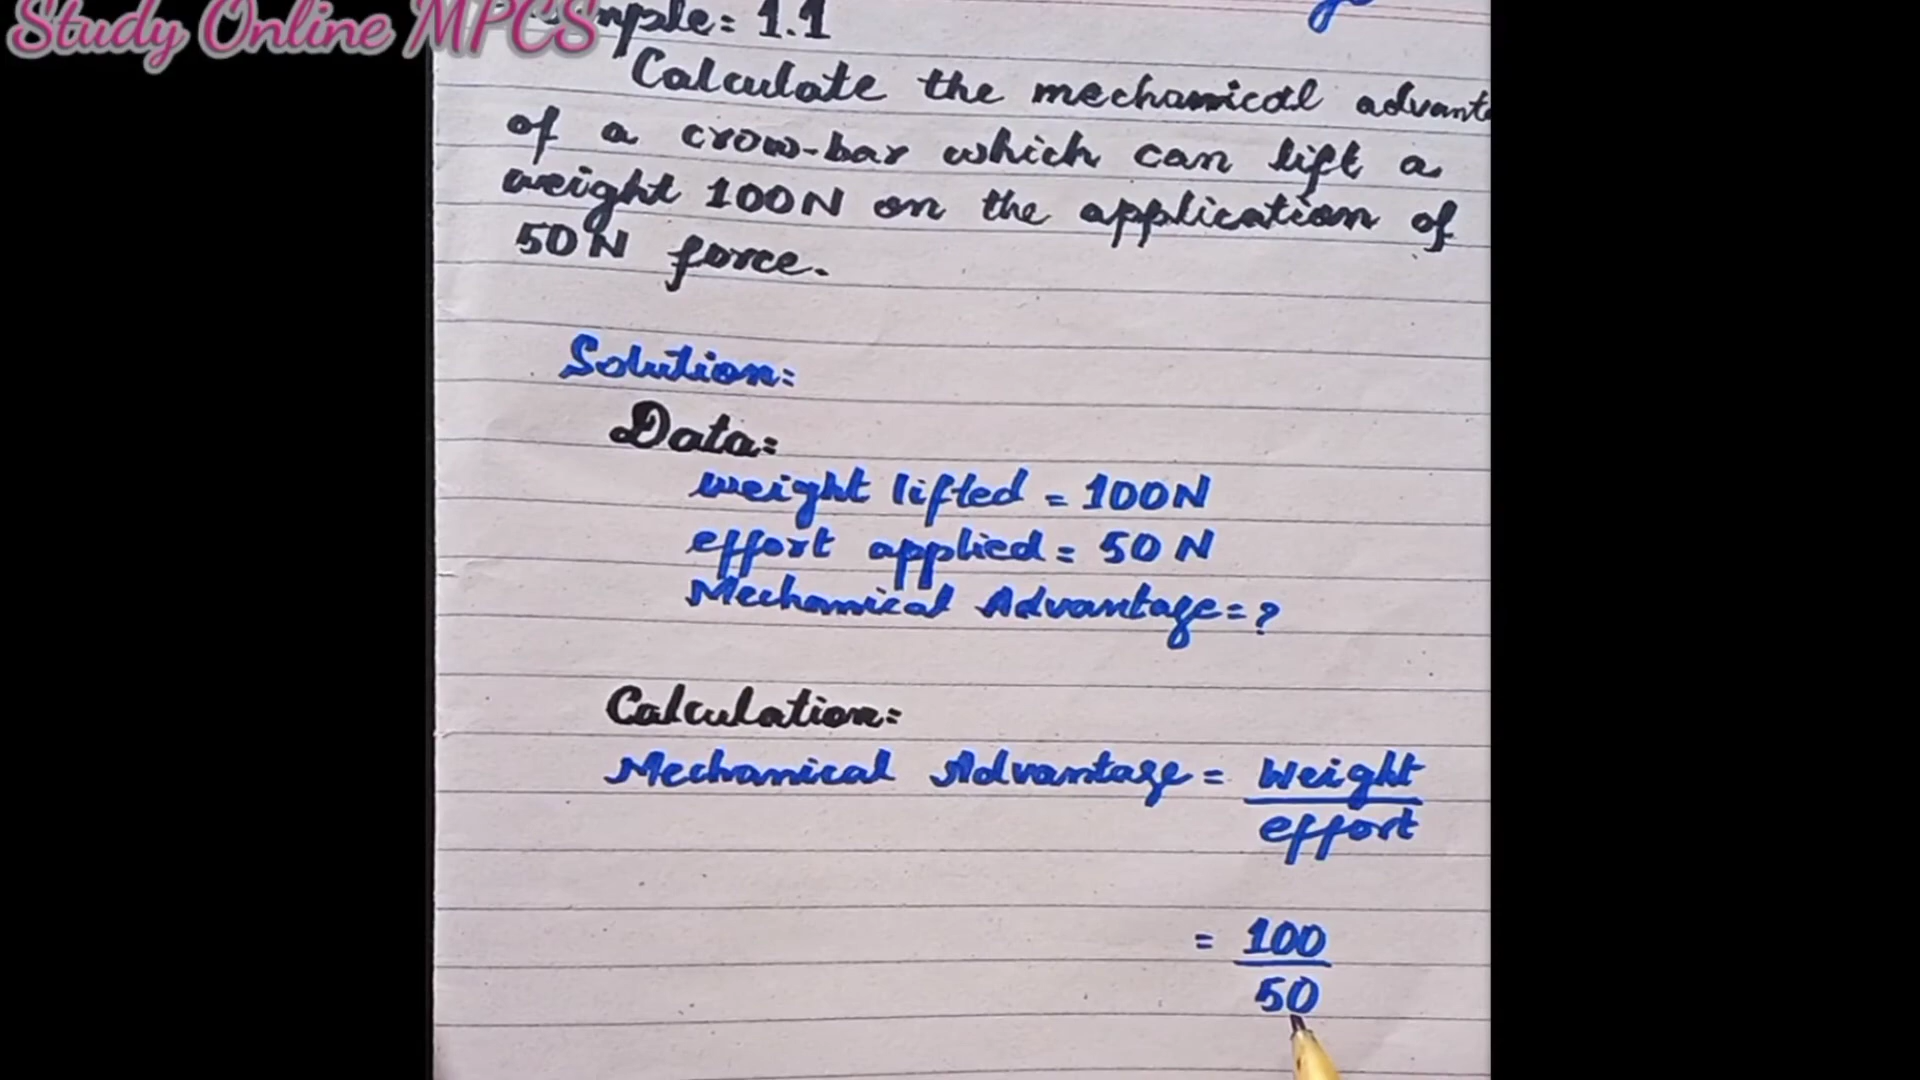 Study Online MPCS
1.1
Calculate the mechanical
of a crow-bar which can lift a
weight 100N on the application of
50N force.
Solution:
Data:
weight lifted = 100N
effort applied = 50N
Mechanical Advantage = ?
Calculation:
Mechanical Advantage = Weight
effort
= 100
50